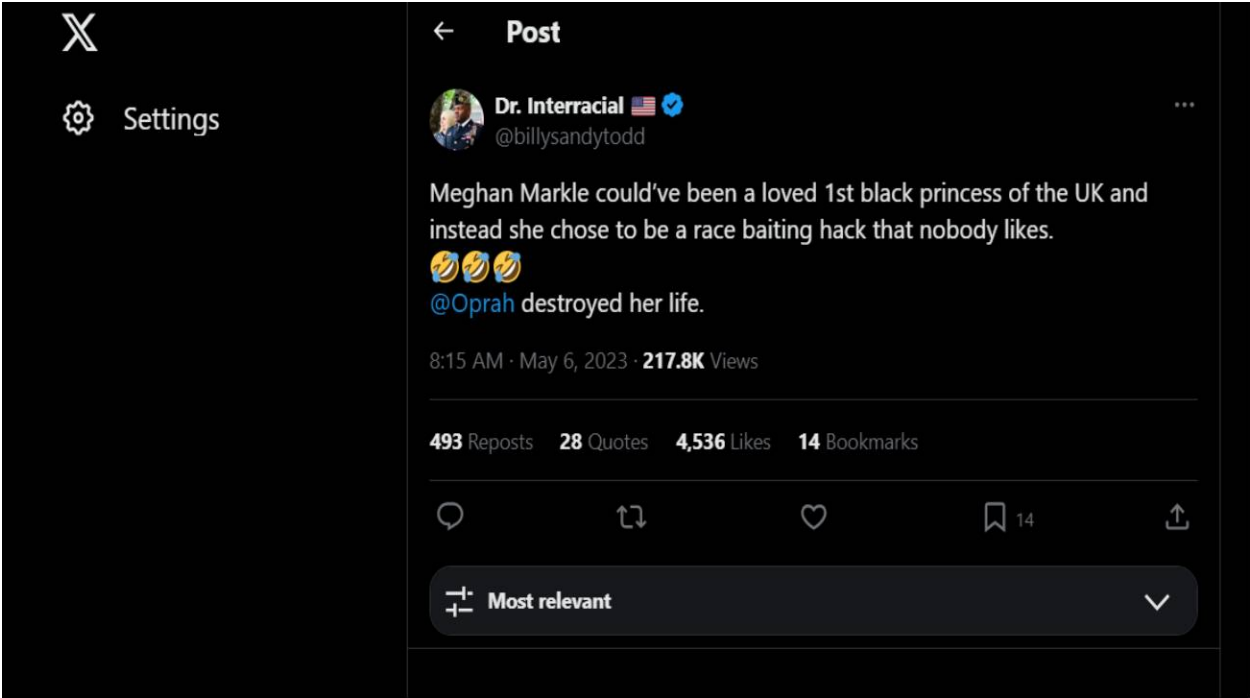 Post
Settings
Dr. Interracial 🇺🇸
@billysandytodd
Meghan Markle could've been a loved 1st black princess of the UK and
instead she chose to be a race baiting hack that nobody likes.
🤣🤣🤣
@Oprah destroyed her life.
8:15 AM · May 6, 2023 · 217.8K Views
493 Reposts 28 Quotes 4,536 Likes 14 Bookmarks
14
Most relevant